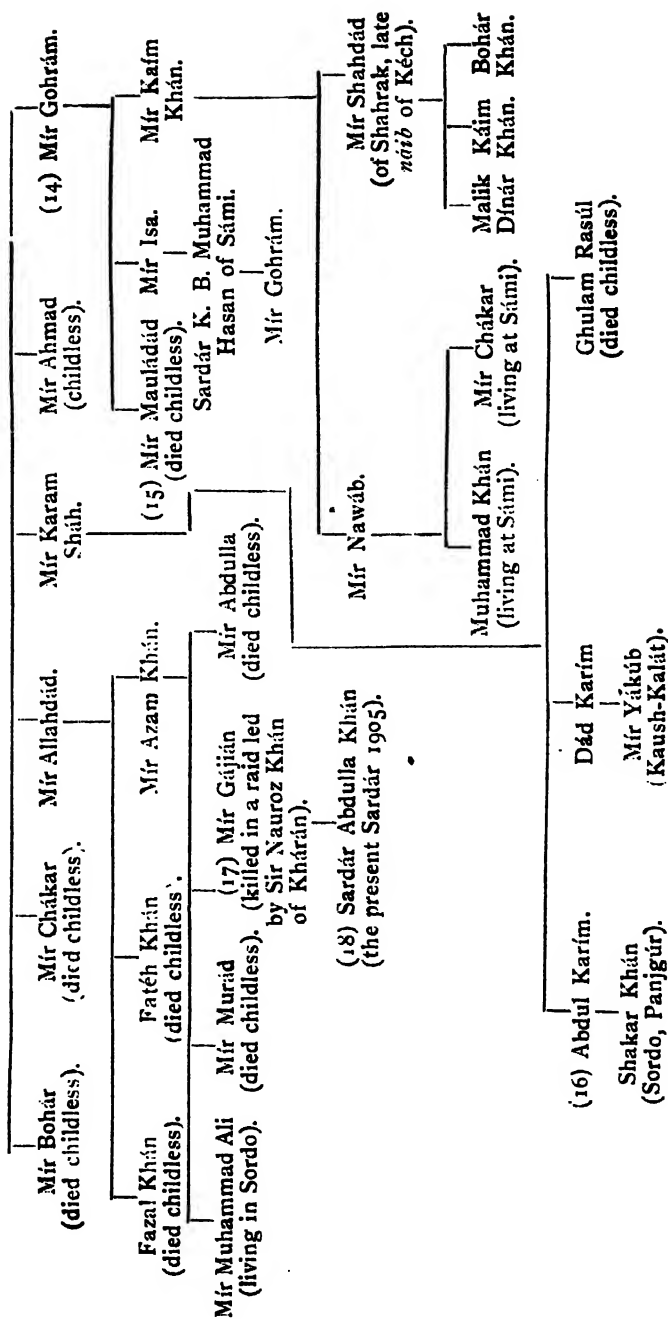 Mír Bohár
(died childless).
Mír Chákar
(died childless).
Mír Allahdád.
Mír Karam
Sháh.
Mír Ahmad
(childless).
(14) Mír Gohrám.
Fazal Khán
(died childless).
Fatéh Khán
(died childless).
Mír Azam Khán.
(15) Mír Mauládád
(died childless).
Mír Isa.
Mír Kaím
Khán.
Sardár K. B. Muhammad
Hasan of Sámi.
Mír Gohrám.
Mír Muhammad Ali
(living in Sordo).
Mír Murád
(died childless).
(17) Mír Gájián
(killed in a raid led
by Sir Nauroz Khán
of Khárán).
Mír Abdulla
(died childless).
(18) Sardár Abdulla Khán
(the present Sardár 1905).
Mír Nawáb.
Mír Shahdád
(of Shahrak, late
náib of Kéch).
Muhammad Khán
(living at Sámi).
Mír Chákar
(living at Sámi).
Malik
Dínár
Káim
Khán.
Bohár
Khán.
(16) Abdul Karím.
Dád Karím
Ghulam Rasúl
(died childless).
Shakar Khán
(Sordo, Panjgúr).
Mír Yákúb
(Kaush-Kalát).
138